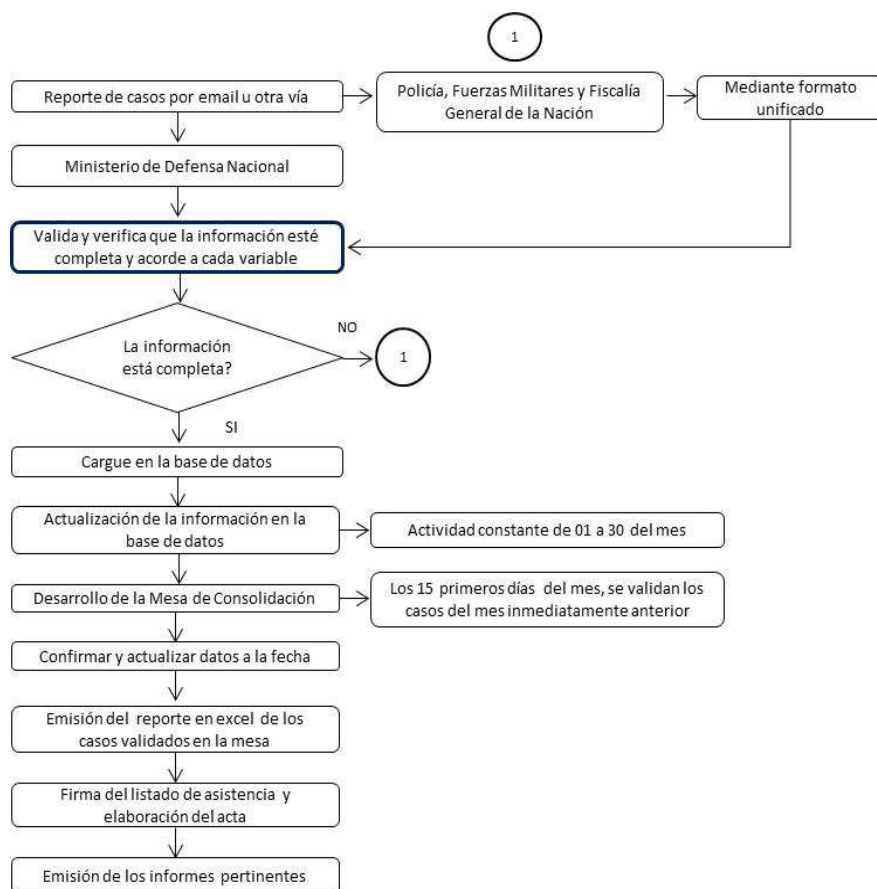 1
Reporte de casos por email u otra vía
Policía, Fuerzas Militares y Fiscalía
General de la Nación
Mediante formato
unificado
Ministerio de Defensa Nacional
Valida y verifica que la información esté
completa y acorde a cada variable
NO
La información
está completa?
1
SI
Cargue en la base de datos
Actualización de la información en la
base de datos
Actividad constante de 01 a 30 del mes
Desarrollo de la Mesa de Consolidación
Los 15 primeros días del mes, se validan los
casos del mes inmediatamente anterior
Confirmar y actualizar datos a la fecha
Emisión del reporte en excel de los
casos validados en la mesa
Firma del listado de asistencia y
elaboración del acta
Emisión de los informes pertinentes